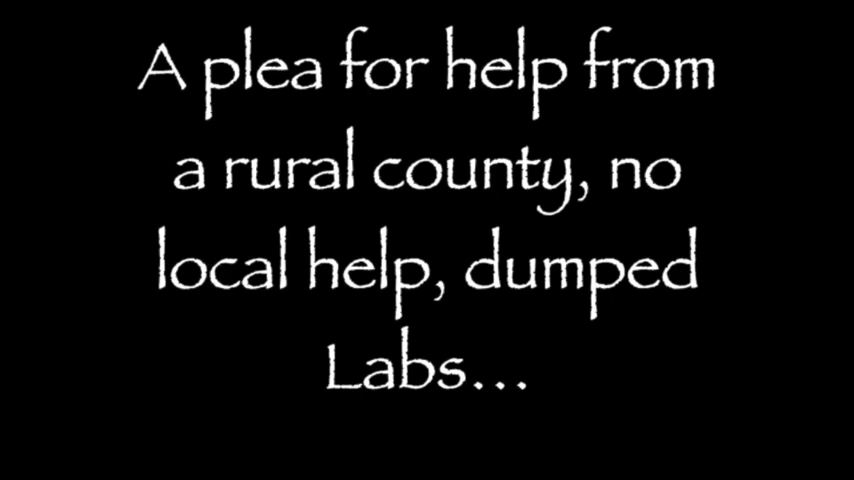 A plea for help from
a rural county, no
local help, dumped
Labs...